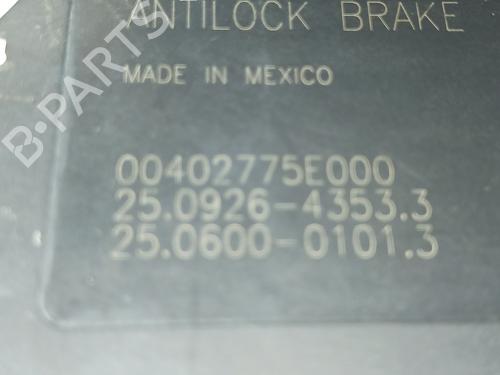 ANTILOCK BRAKE
MADE IN MEXICO
00402775E000
25.0926-4353.3
25.0600-0101.3
B-PARTS